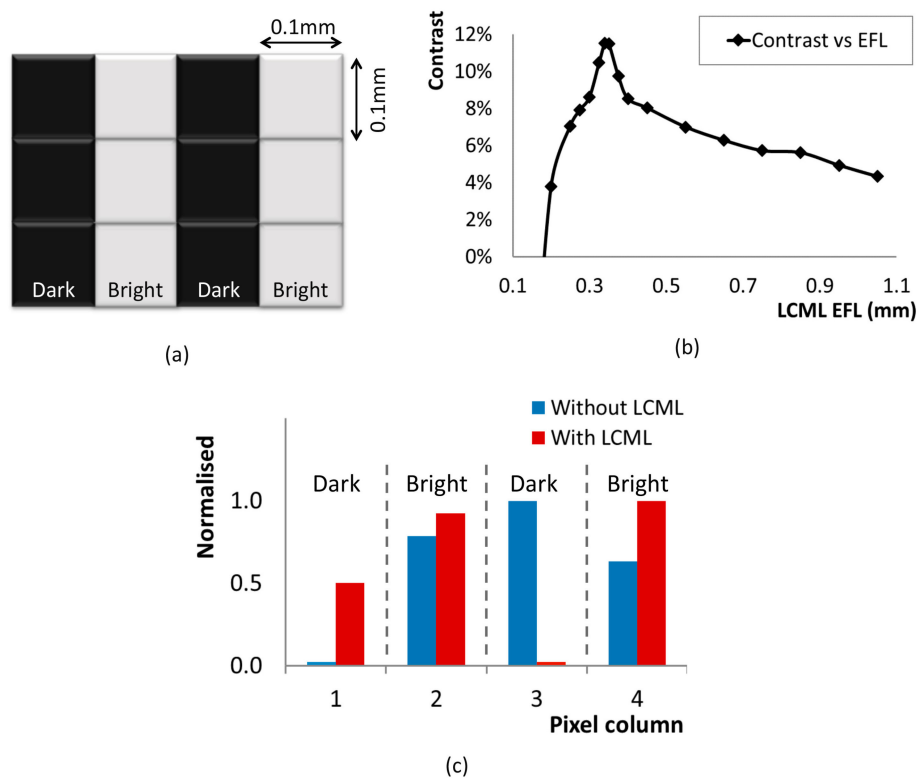 0.1mm
0.1mm
Dark Bright Dark Bright
(a)
Contrast
12%
10%
8%
6%
4%
2%
0%
Contrast vs EFL
0.1 0.3 0.5 0.7 0.9 1.1
LCML EFL (mm)
(b)
Without LCML
With LCML
Normalised
Dark Bright Dark Bright
1.0
0.5
0.0
1 2 3 4
Pixel column
(c)